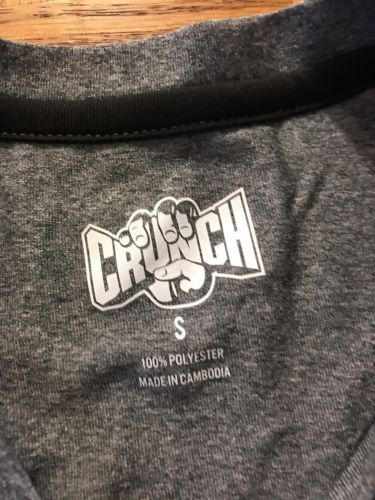 CRUNCH
S
100% POLYESTER
MADE IN CAMBODIA